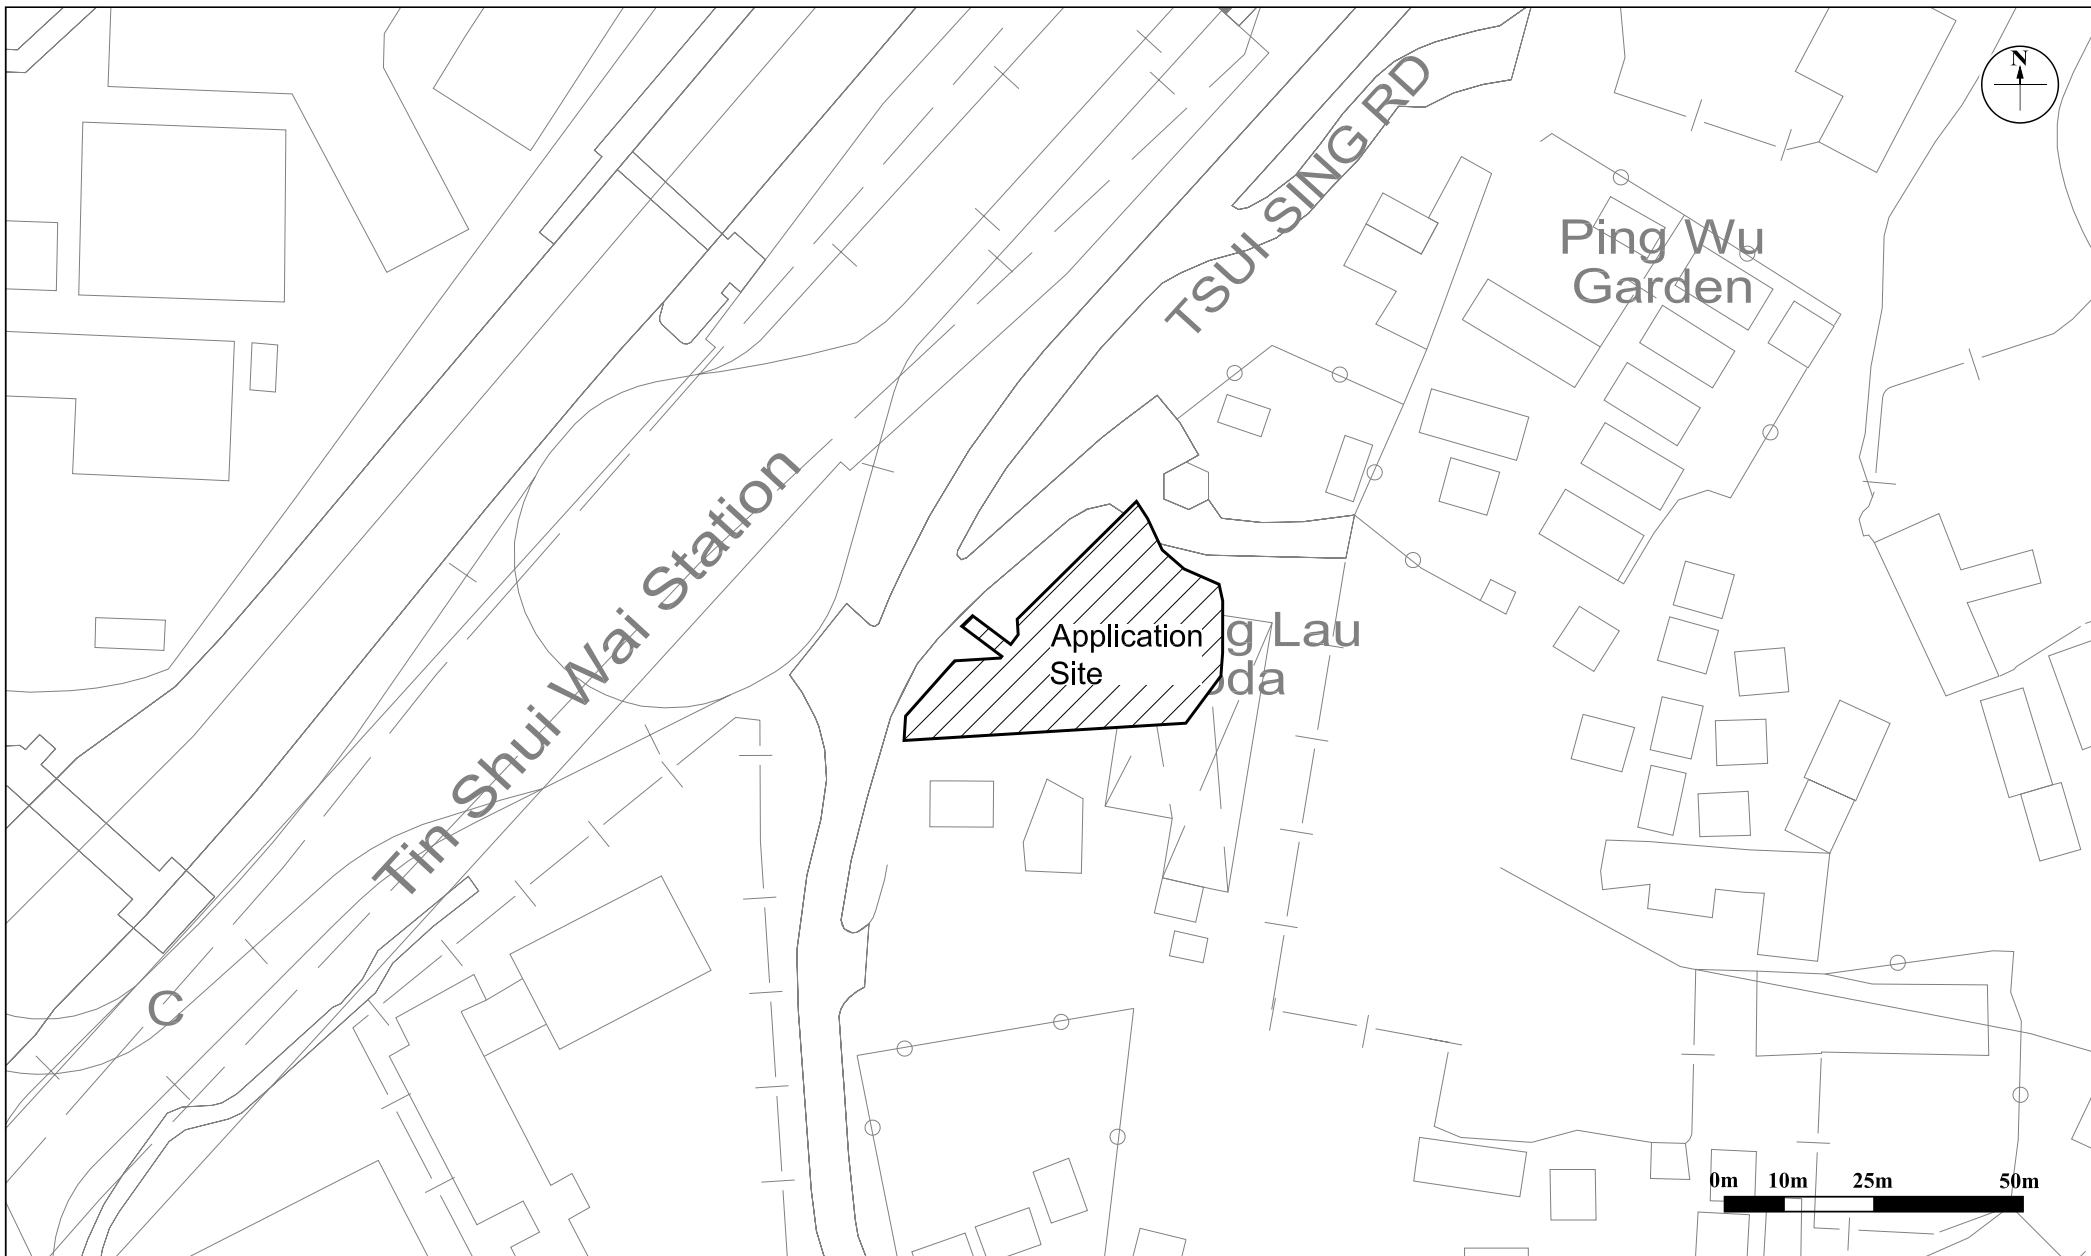 N
TSUI SING RD
Ping Wu
Garden
Tin Shui Wai Station
Application
Site
g Lau
oda
C
0m 10m 25m 50m